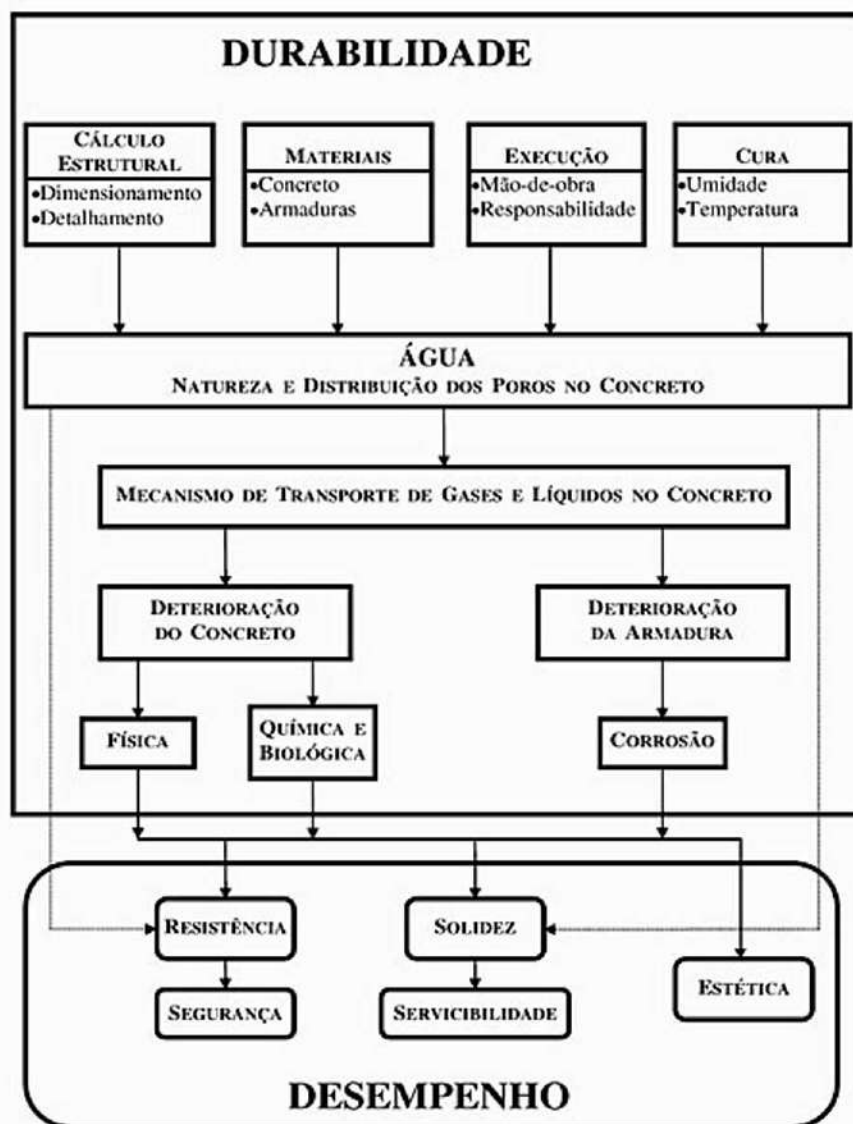 DURABILIDADE
CÁLCULO
ESTRUTURAL
•Dimensionamento
•Detalhamento
MATERIAIS
•Concreto
•Armaduras
EXECUÇÃO
•Mão-de-obra
•Responsabilidade
CURA
•Umidade
•Temperatura
ÁGUA
NATUREZA E DISTRIBUIÇÃO DOS POROS NO CONCRETO
MECANISMO DE TRANSPORTE DE GASES E LÍQUIDOS NO CONCRETO
DETERIORAÇÃO
DO CONCRETO
DETERIORAÇÃO
DA ARMADURA
FÍSICA
QUÍMICA E
BIOLÓGICA
CORROSÃO
RESISTÊNCIA
SOLIDEZ
ESTÉTICA
SEGURANÇA
SERVICIBILIDADE
DESEMPENHO